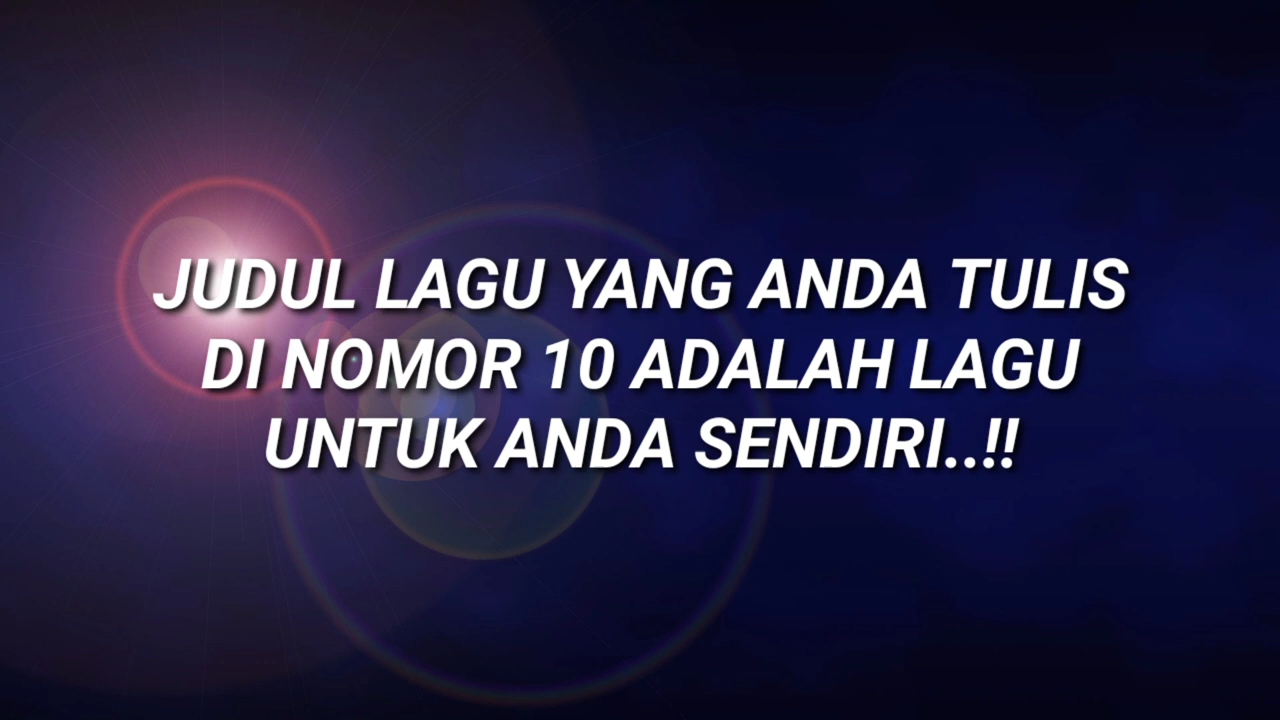 JUDUL LAGU YANG ANDA TULIS
DI NOMOR 10 ADALAH LAGU
UNTUK ANDA SENDIRI..!!